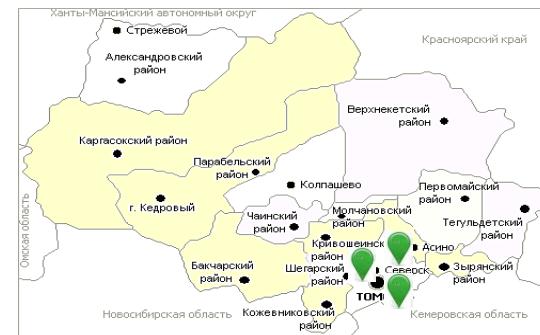 Ханты-Мансийский автономный округ
Стрежевой
Красноярский край
Александровский
район
Верхнекетский
район
Каргасокский район
Парабельский
район
Колпашево
Первомайский
район
г. Кедровый
Омская область
Чаинский
район
Молчановский
район
Тегульдетский
район
Кривошеинск
район
Асино
Бакчарский
район
Шегарский
район
Северск
Зырянский
район
ТОМ
Новосибирская область
Кожевниковский
район
Кемеровская область